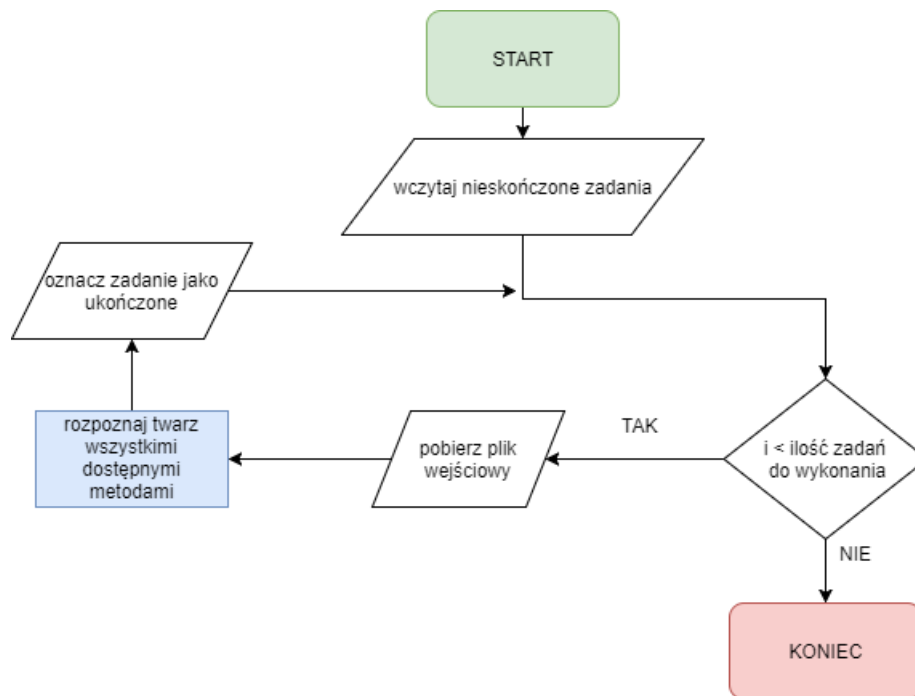 START
wczytaj nieskończone zadania
oznacz zadanie jako
ukończone
rozpoznaj twarz
wszystkimi
dostępnymi
metodami
pobierz plik
wejściowy
TAK
i < ilość zadań
do wykonania
NIE
KONIEC